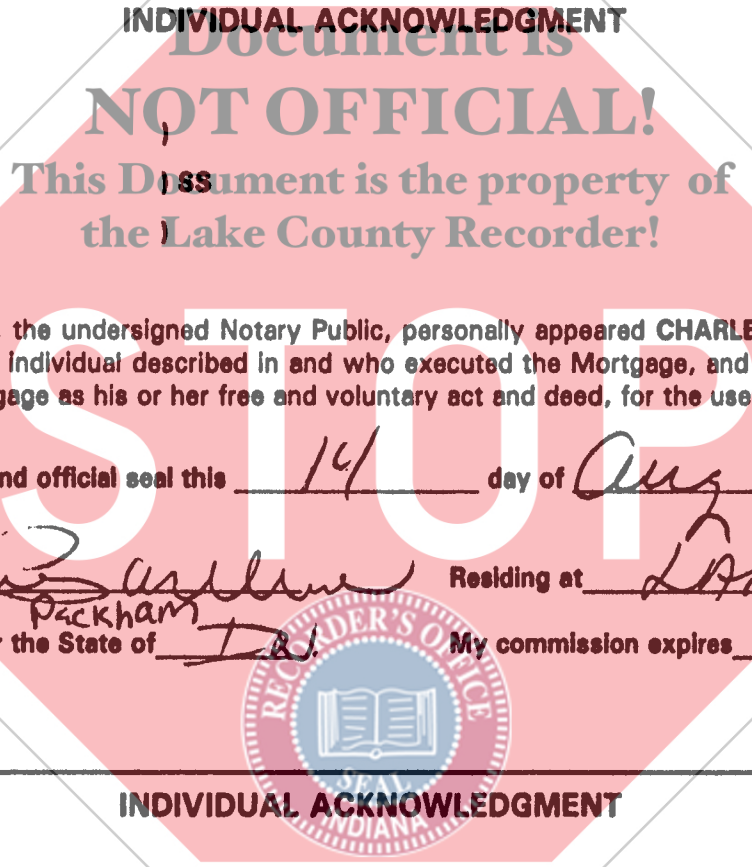 INDIVIDUAL ACKNOWLEDGMENT
Document is
NOT OFFICIAL!
)
This Document is the property of
) SS
the Lake County Recorder!
)
STOP
, the undersigned Notary Public, personally appeared CHARLE
individual described in and who executed the Mortgage, and
gage as his or her free and voluntary act and deed, for the use
nd official seal this 14 day of Aug
Residing at LA
Packham
r the State of IN. My commission expires
RECORDER'S OFFICE
SEAL
INDIANA
INDIVIDUAL ACKNOWLEDGMENT